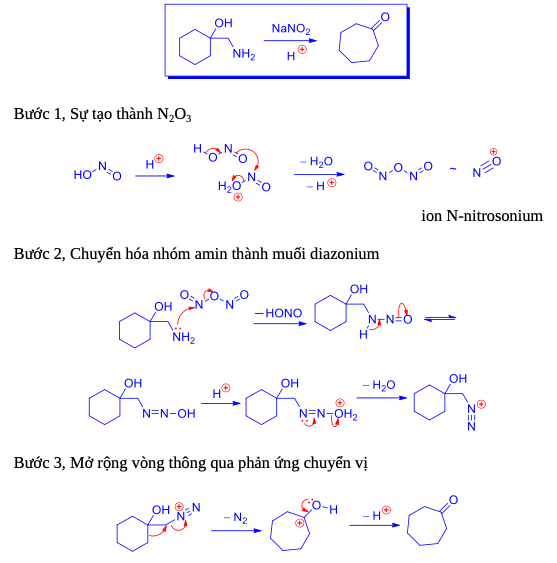 OH
NH₂
NaNO₂
H⊕
O
Bước 1, Sự tạo thành N₂O₃
HO N O
H⊕
H O N O
H₂O⊕ N O
– H₂O
– H⊕
O N O N O
~
N O⊕
ion N-nitrosonium
Bước 2, Chuyển hóa nhóm amin thành muối diazonium
OH
NH₂
O N O N O
– HONO
OH
H N–N=O
OH
N=N–OH
H⊕
OH
N=N–OH₂⊕
– H₂O
OH
N⊕
N
Bước 3, Mở rộng vòng thông qua phản ứng chuyển vị
OH
N⊕ N
– N₂
O–H
⊕
– H⊕
O